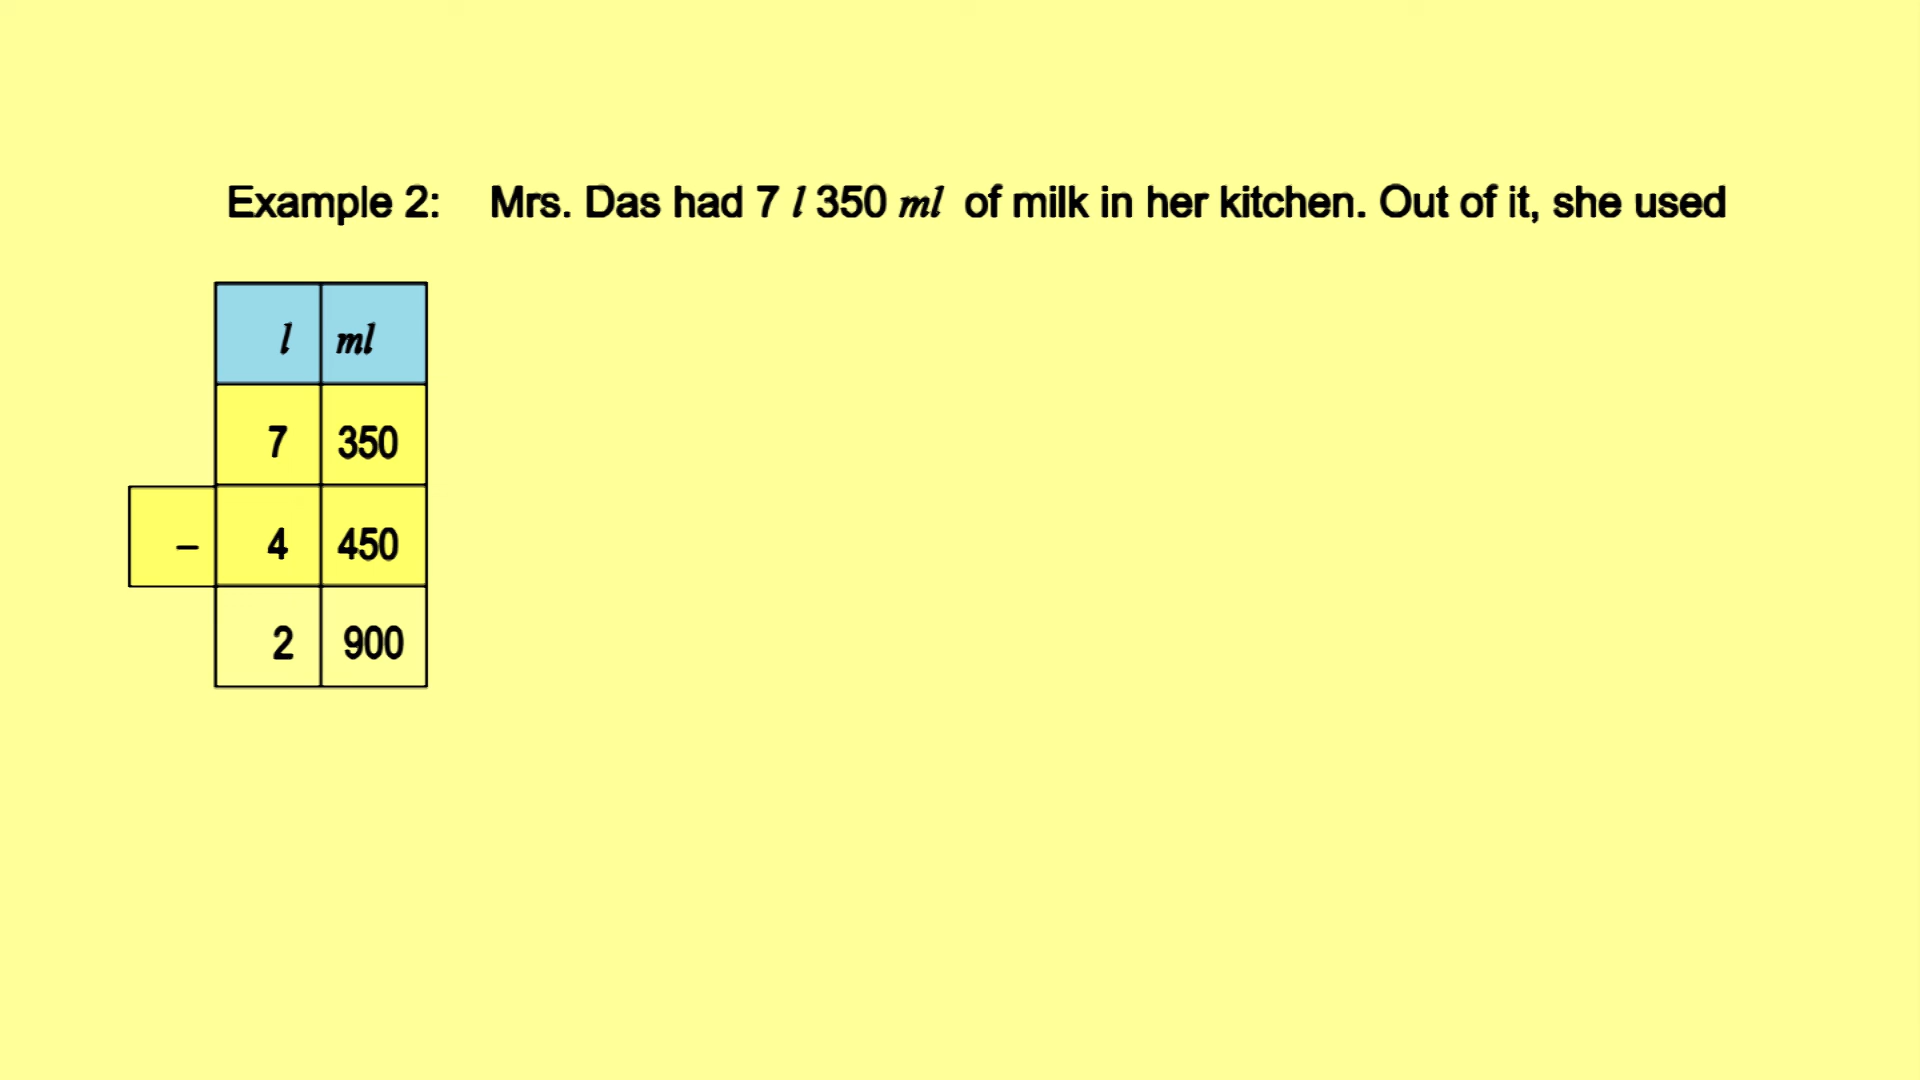 Example 2: Mrs. Das had 7 l 350 ml of milk in her kitchen. Out of it, she used
l ml
7 350
– 4 450
2 900